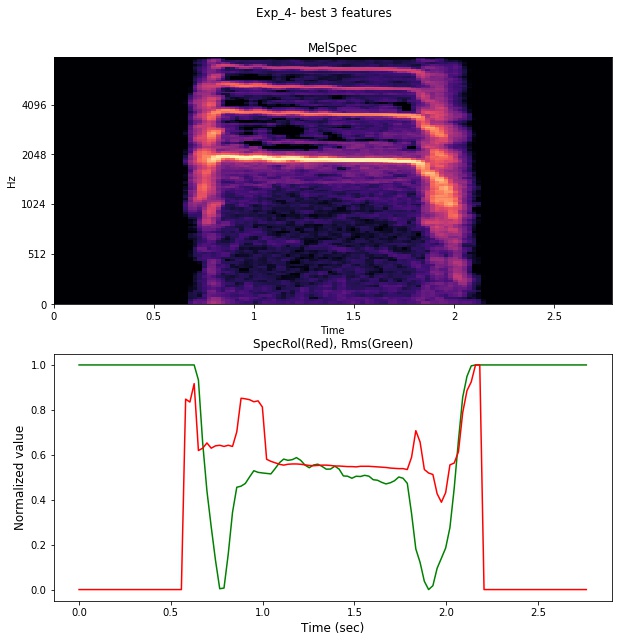 Exp_4- best 3 features
MelSpec
4096
2048
1024
512
0
Hz
0 0.5 1 1.5 2 2.5
Time
SpecRol(Red), Rms(Green)
1.0
0.8
0.6
0.4
0.2
0.0
Normalized value
0.0 0.5 1.0 1.5 2.0 2.5
Time (sec)